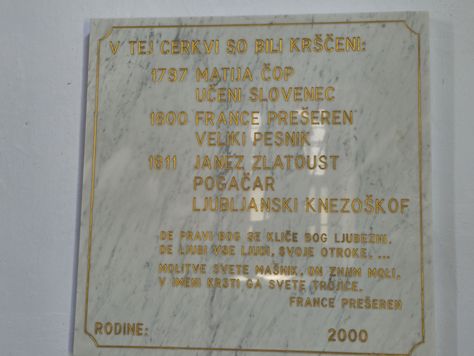 V TEJ CERKVI SO BILI KRŠČENI:
1797 MATIJA ČOP
UČENI SLOVENEC
1800 FRANCE PREŠEREN
VELIKI PESNIK
1811 JANEZ ZLATOUST
POGAČAR
LJUBLJANSKI KNEZOŠKOF
DE PRAVI BOG SE KLIČE BOG LJUBEZNI,
DE LJUBI VSE LJUDI, SVOJE OTROKE, ...
MOLITVE SVETE MAŠNIK, ON ZNJIM MOLI,
V IMENI KRSTI GA SVETE TROJICE.
FRANCE PREŠEREN
RODINE: 2000